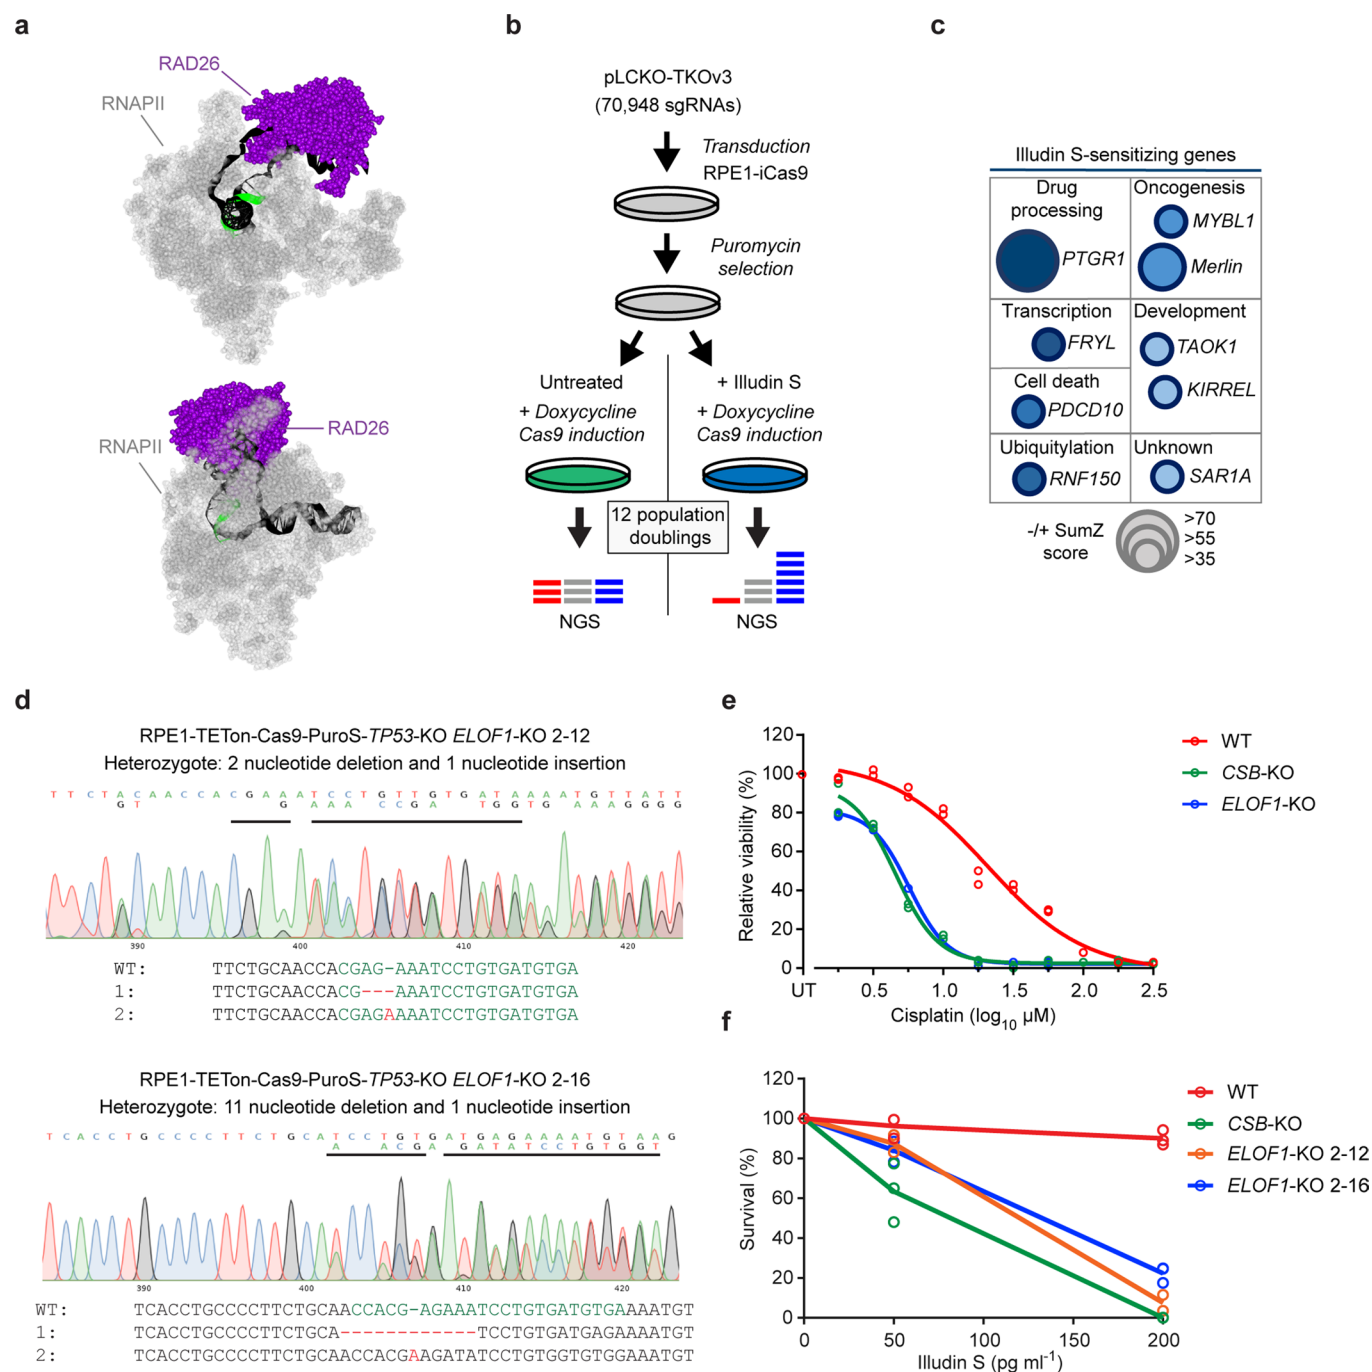 a
RAD26
RNAPII
RAD26
RNAPII
b
pLCKO-TKOv3
(70,948 sgRNAs)
Transduction
RPE1-iCas9
Puromycin
selection
Untreated
+ Doxycycline
Cas9 induction
+ Illudin S
+ Doxycycline
Cas9 induction
12 population
doublings
NGS
NGS
c
Illudin S-sensitizing genes
Drug
processing
PTGR1
Oncogenesis
MYBL1
Merlin
Transcription
FRYL
Development
TAOK1
KIRREL
Cell death
PDCD10
Ubiquitylation
RNF150
Unknown
SAR1A
-/+ SumZ
score
>70
>55
>35
d
RPE1-TETon-Cas9-PuroS-TP53-KO ELOF1-KO 2-12
Heterozygote: 2 nucleotide deletion and 1 nucleotide insertion
T T C T A C A A C C A C G A A A T C C T G T T G T G A T A A A A T G T T A T T
G T G A A A C C G A T G G T G A A A G G G G
390 400 410 420
WT: TTCTGCAACCACGAG-AAATCCTGTGATGTGA
1: TTCTGCAACCACG---AAATCCTGTGATGTGA
2: TTCTGCAACCACGAGAAAATCCTGTGATGTGA
RPE1-TETon-Cas9-PuroS-TP53-KO ELOF1-KO 2-16
Heterozygote: 11 nucleotide deletion and 1 nucleotide insertion
T C A C C T G C C C C T T C T G C A T C C T G T G A T G A G A A A A T G T A A G
A A C G A G A T A T C C T G T G G T
390 400 410 420
WT: TCACCTGCCCCTTCTGCAACCACG-AGAAATCCTGTGATGTGAAAATGT
1: TCACCTGCCCCTTCTGCA------------TCCTGTGATGAGAAAATGT
2: TCACCTGCCCCTTCTGCAACCACGAAGATATCCTGTGGTGTGGAAATGT
e
Relative viability (%)
120
100
80
60
40
20
0
UT 0.5 1.0 1.5 2.0 2.5
Cisplatin (log10 µM)
WT
CSB-KO
ELOF1-KO
f
Survival (%)
120
100
80
60
40
20
0
0 50 100 150 200
Illudin S (pg ml-1)
WT
CSB-KO
ELOF1-KO 2-12
ELOF1-KO 2-16